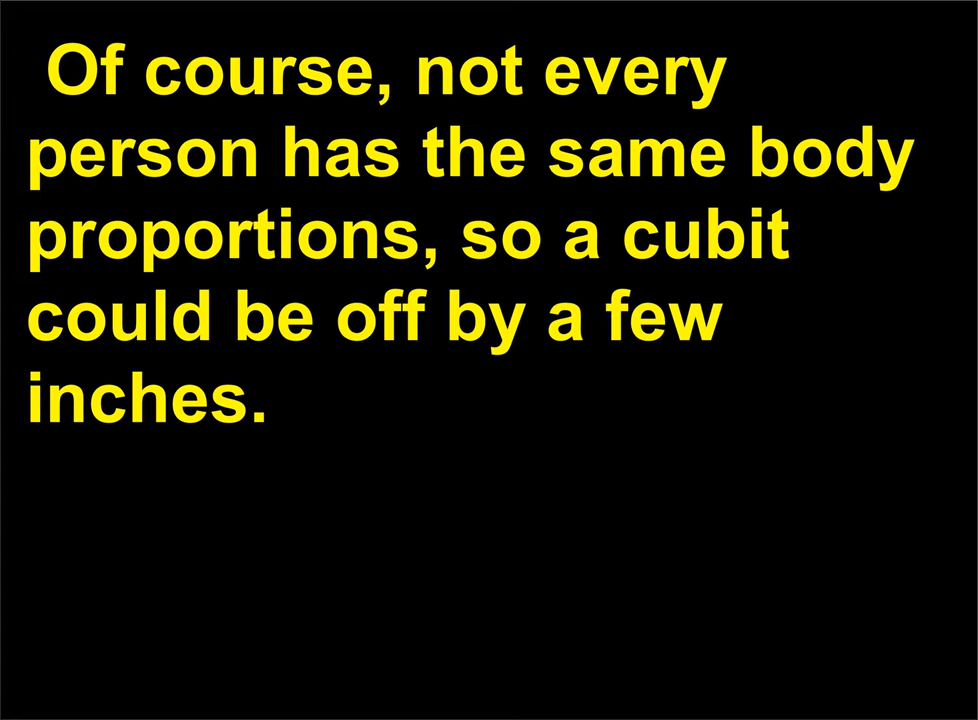 Of course, not every
person has the same body
proportions, so a cubit
could be off by a few
inches.